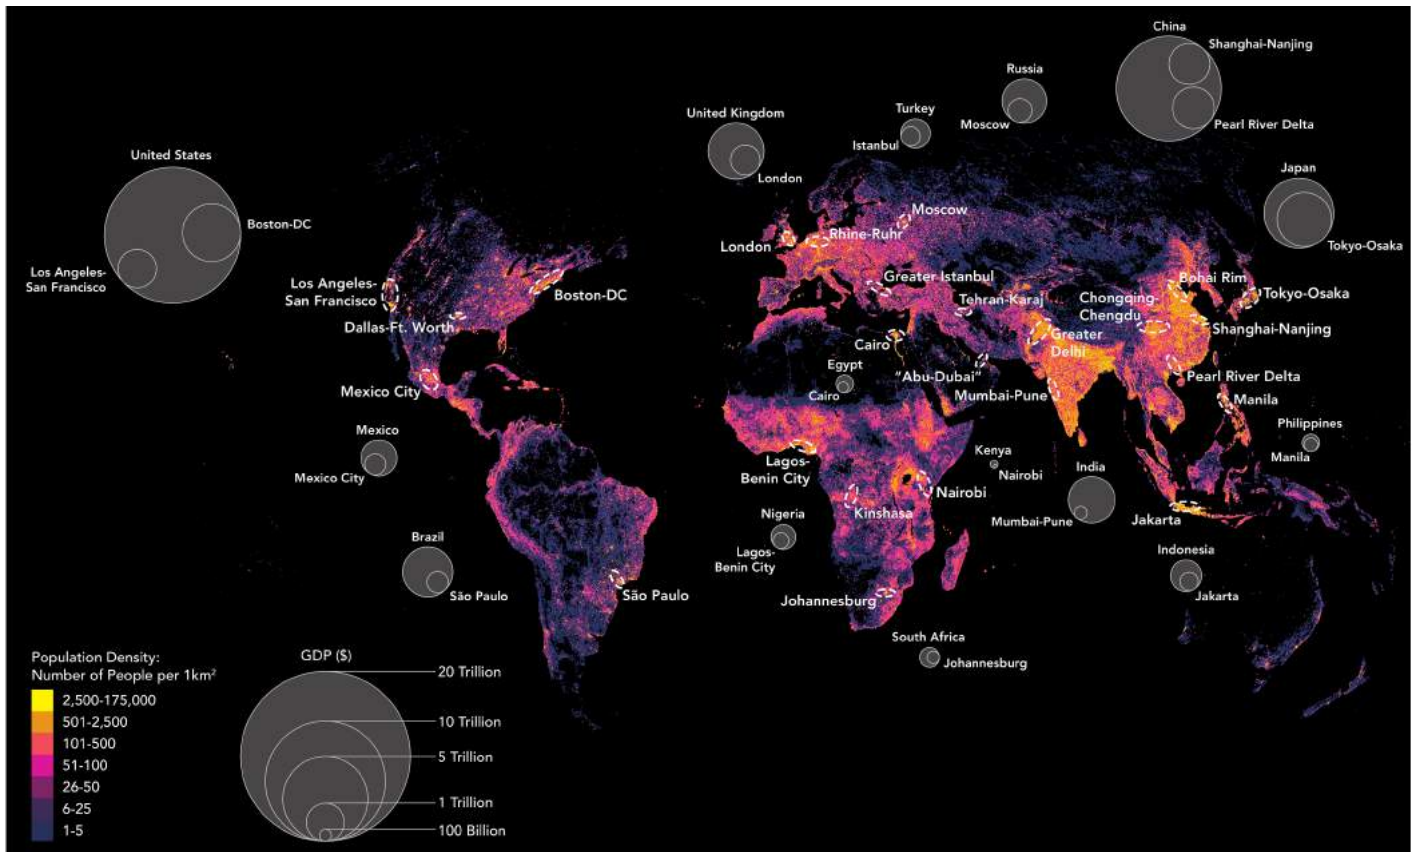 China
Shanghai-Nanjing
Pearl River Delta
Russia
Moscow
Turkey
Istanbul
United Kingdom
London
United States
Boston-DC
Los Angeles-
San Francisco
Japan
Tokyo-Osaka
Los Angeles-
San Francisco
Boston-DC
Dallas-Ft. Worth
Mexico City
London
Rhine-Ruhr
Moscow
Greater Istanbul
Tehran-Karaj
Chongqing-
Chengdu
Bohai Rim
Tokyo-Osaka
Shanghai-Nanjing
Cairo
Greater
Delhi
"Abu-Dubai"
Mumbai-Pune
Pearl River Delta
Manila
Egypt
Cairo
Mexico
Mexico City
Philippines
Manila
Kenya
Nairobi
India
Mumbai-Pune
Lagos-
Benin City
Kinshasa
Nairobi
Jakarta
Nigeria
Lagos-
Benin City
Indonesia
Jakarta
Brazil
São Paulo
São Paulo
Johannesburg
South Africa
Johannesburg
Population Density:
Number of People per 1km²
2,500-175,000
501-2,500
101-500
51-100
26-50
6-25
1-5
GDP ($)
20 Trillion
10 Trillion
5 Trillion
1 Trillion
100 Billion